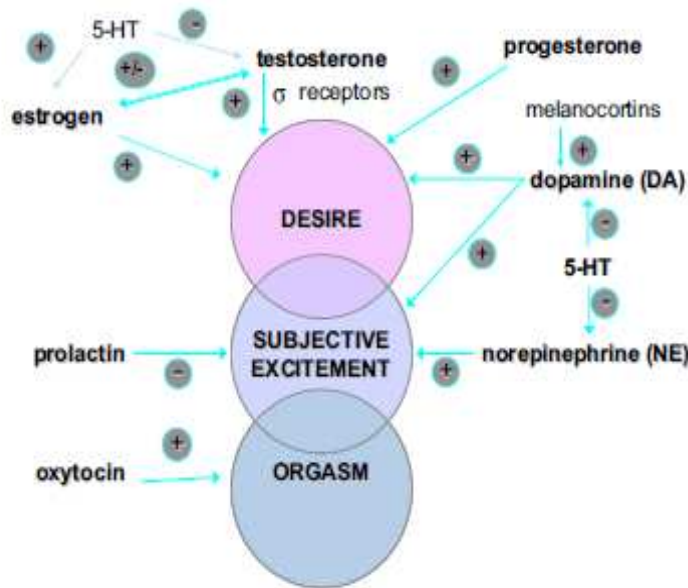 5-HT
−
+
+/-
testosterone
progesterone
+
+
σ receptors
estrogen
melanocortins
+
+
+
dopamine (DA)
DESIRE
−
+
5-HT
−
SUBJECTIVE
EXCITEMENT
prolactin
−
norepinephrine (NE)
+
+
oxytocin
ORGASM